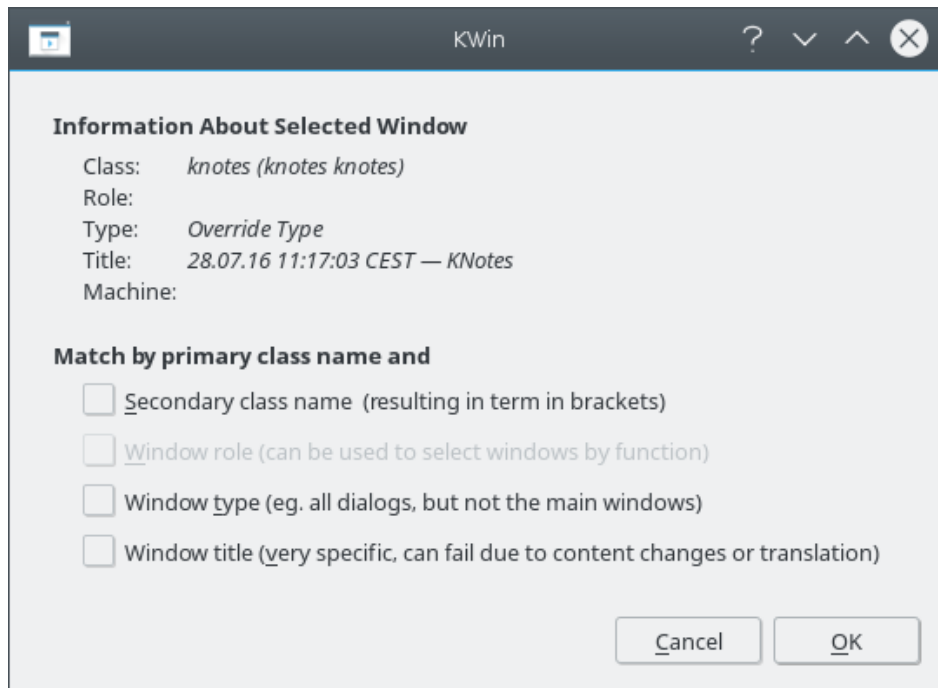 KWin
Information About Selected Window
Class: knotes (knotes knotes)
Role:
Type: Override Type
Title: 28.07.16 11:17:03 CEST — KNotes
Machine:
Match by primary class name and
Secondary class name  (resulting in term in brackets)
Window role (can be used to select windows by function)
Window type (eg. all dialogs, but not the main windows)
Window title (very specific, can fail due to content changes or translation)
Cancel OK